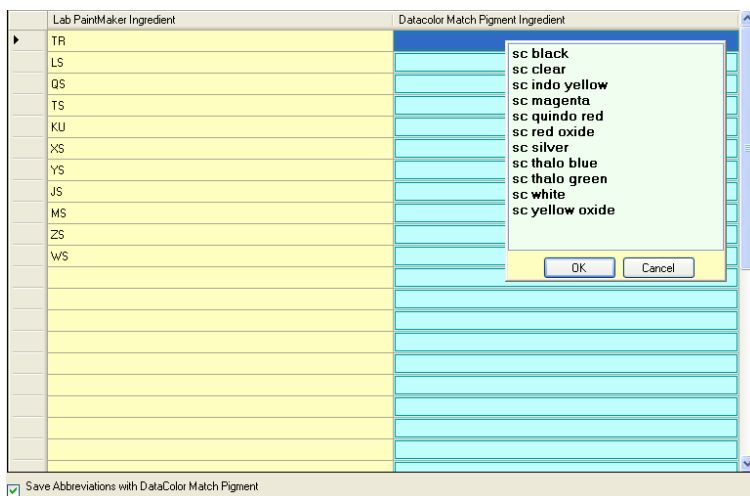 Lab PaintMaker Ingredient Datacolor Match Pigment Ingredient
TR
LS
QS
TS
KU
XS
YS
JS
MS
ZS
WS
sc black
sc clear
sc indo yellow
sc magenta
sc quindo red
sc red oxide
sc silver
sc thalo blue
sc thalo green
sc white
sc yellow oxide
OK Cancel
Save Abbreviations with DataColor Match Pigment